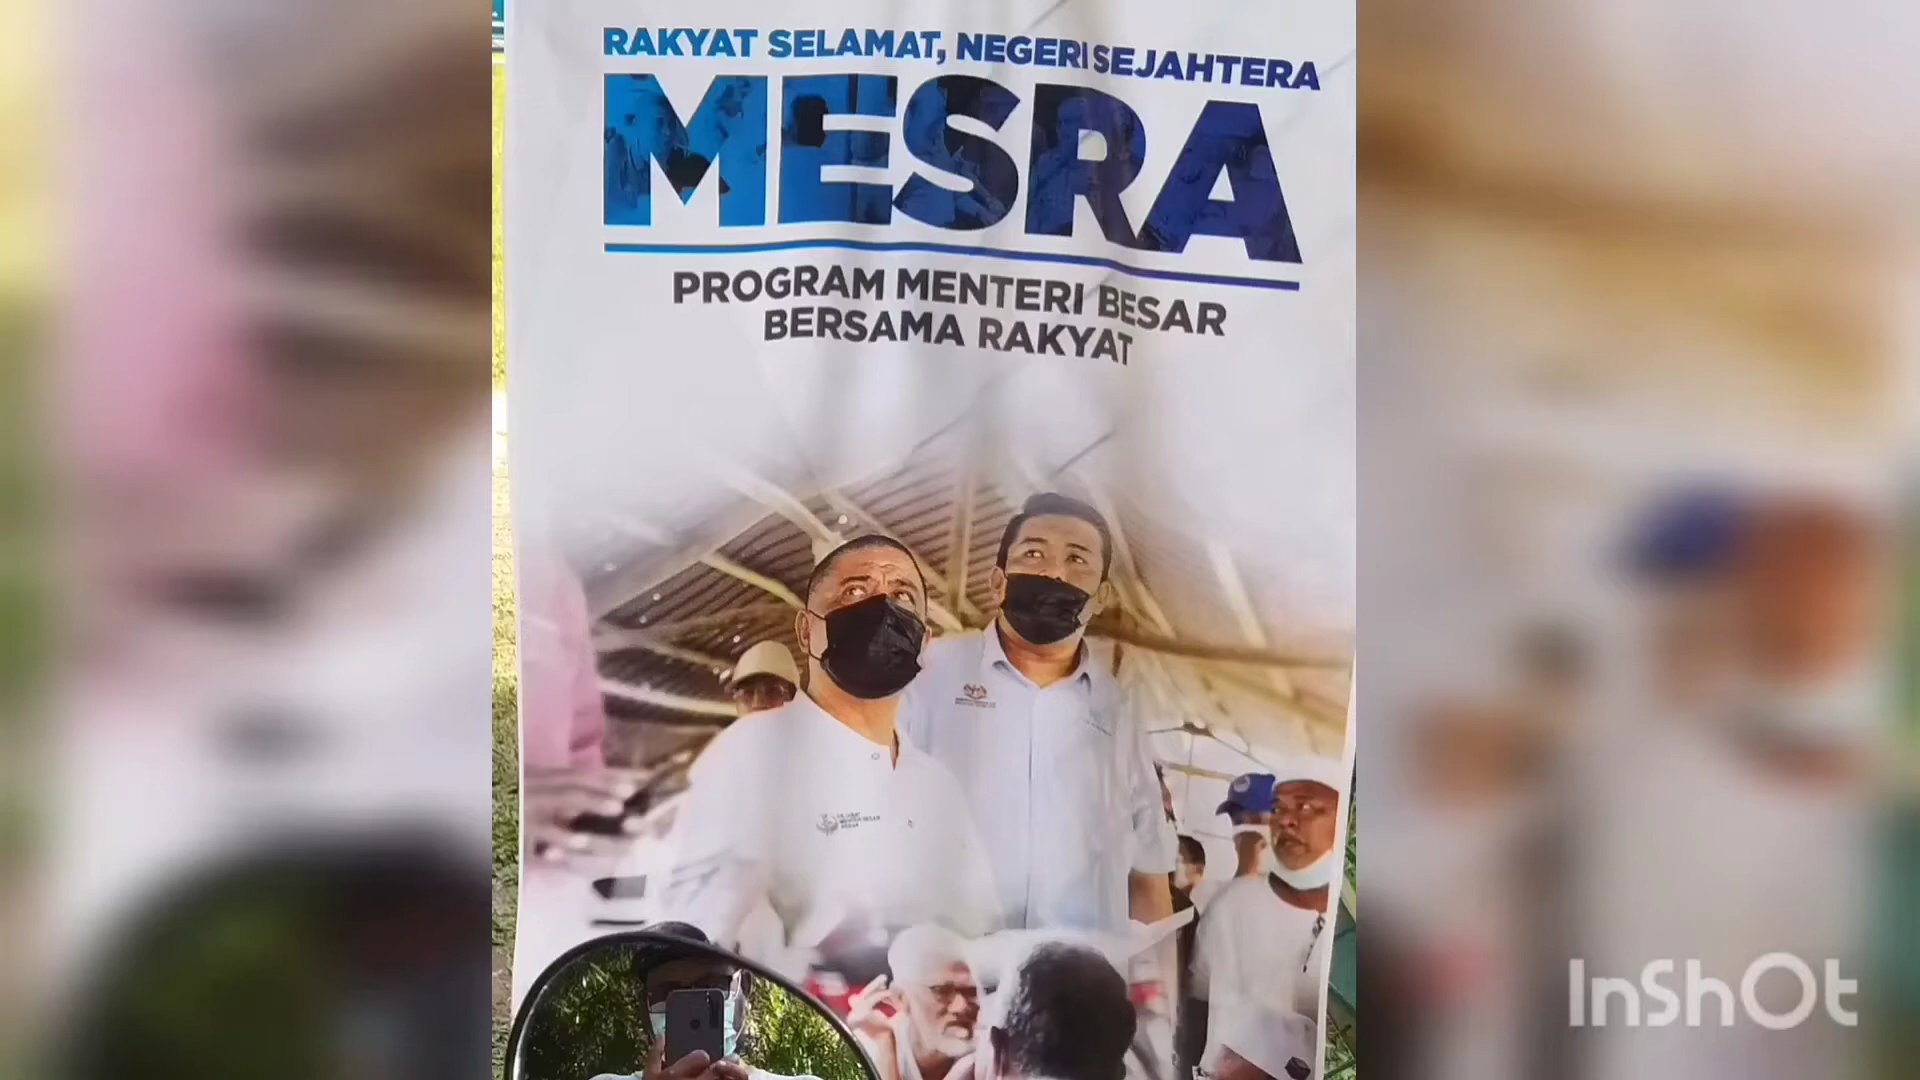 RAKYAT SELAMAT, NEGERI SEJAHTERA
MESRA
PROGRAM MENTERI BESAR
BERSAMA RAKYAT
InShOt